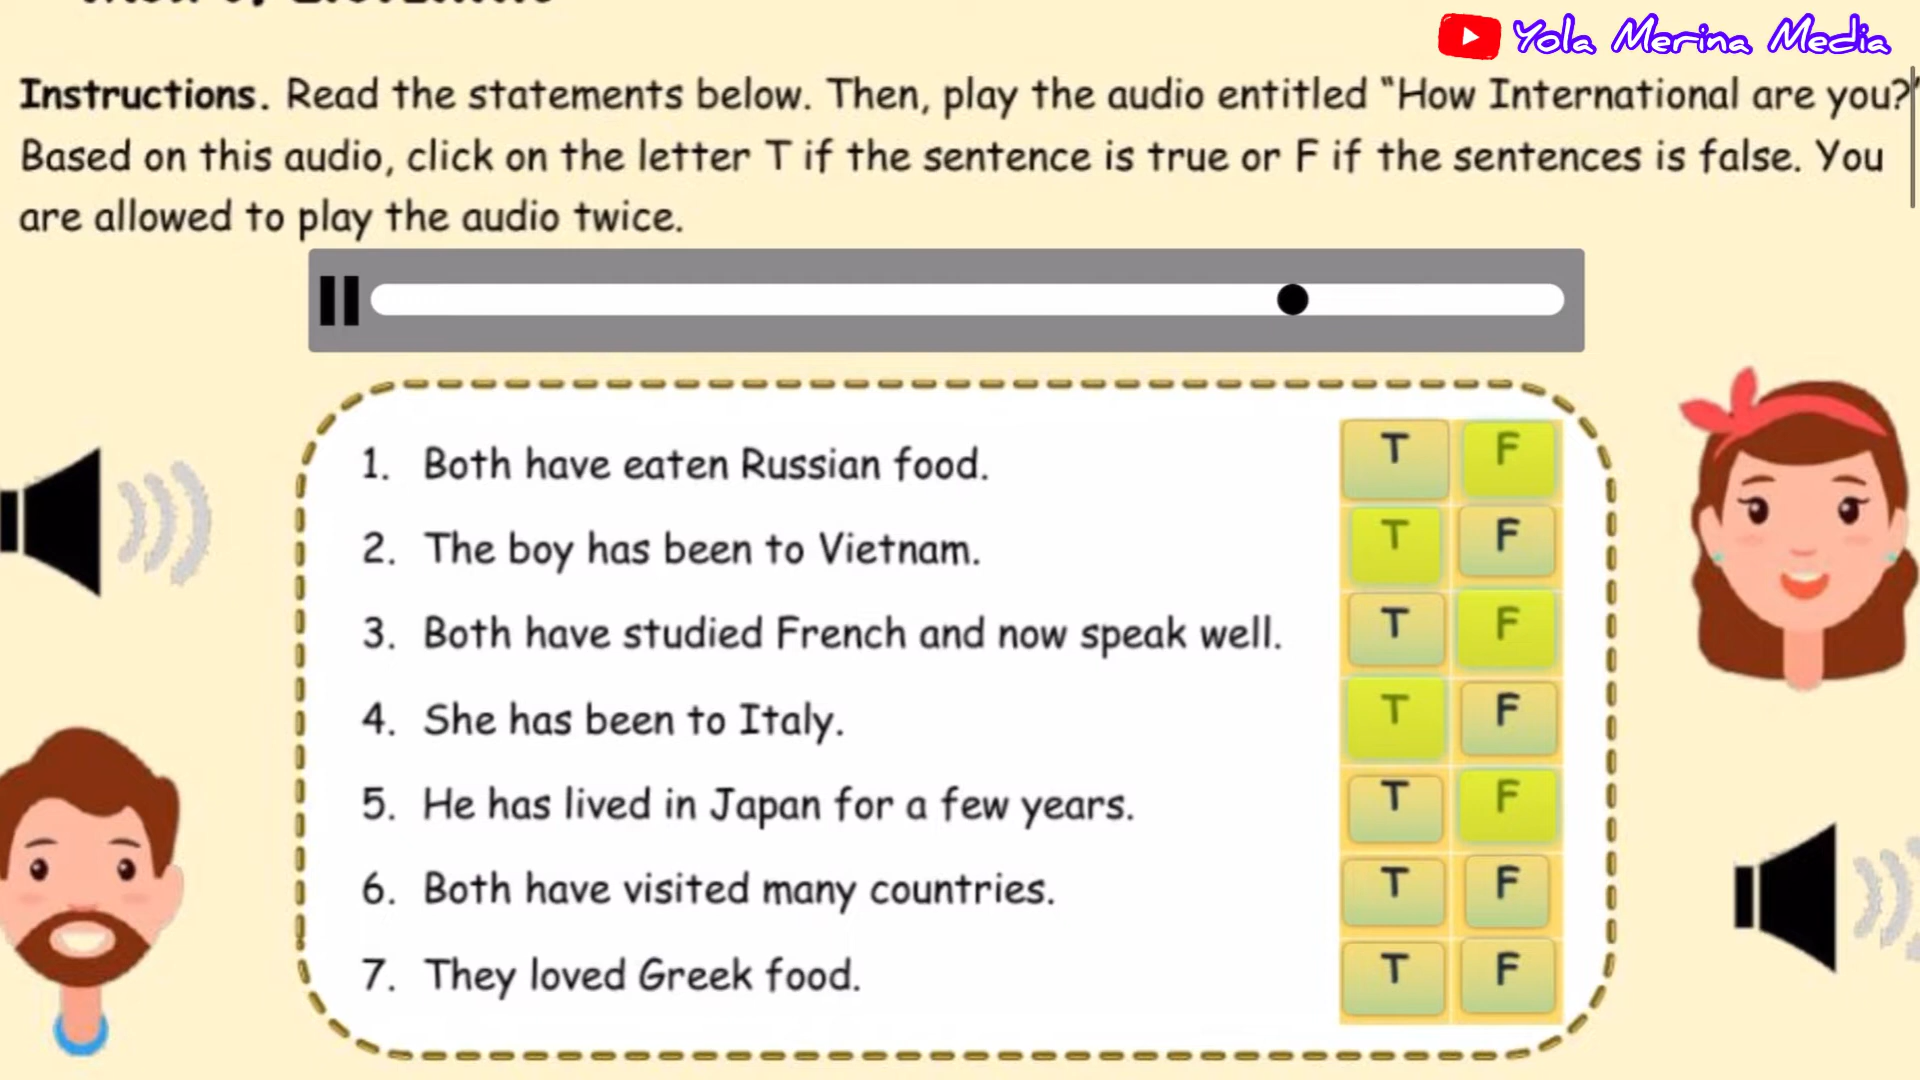 Yola Merina Media
Instructions. Read the statements below. Then, play the audio entitled “How International are you?”
Based on this audio, click on the letter T if the sentence is true or F if the sentences is false. You
are allowed to play the audio twice.
1. Both have eaten Russian food. T F
2. The boy has been to Vietnam. T F
3. Both have studied French and now speak well. T F
4. She has been to Italy. T F
5. He has lived in Japan for a few years. T F
6. Both have visited many countries. T F
7. They loved Greek food. T F